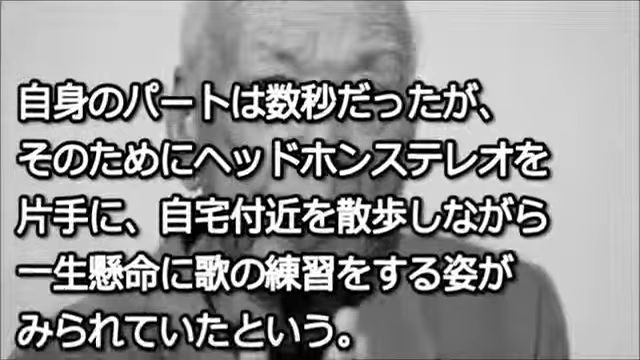 自身のパートは数秒だったが、
そのためにヘッドホンステレオを
片手に、自宅付近を散歩しながら
一生懸命に歌の練習をする姿が
みられていたという。